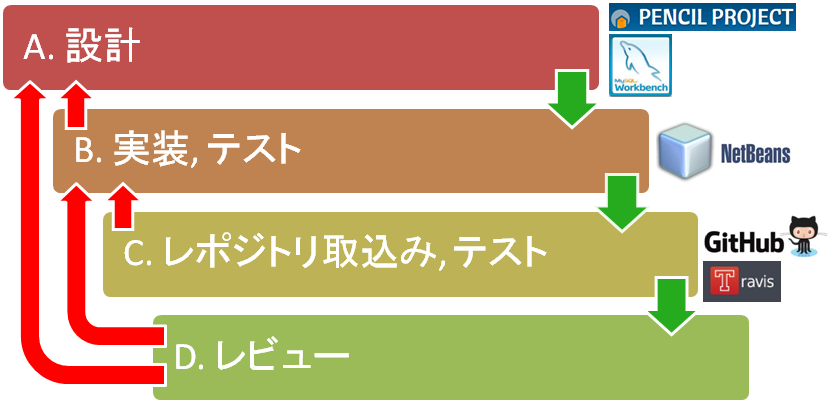 A. 設計
PENCIL PROJECT
MySQL
Workbench
B. 実装, テスト
NetBeans
C. レポジトリ取込み, テスト
GitHub
Travis
D. レビュー